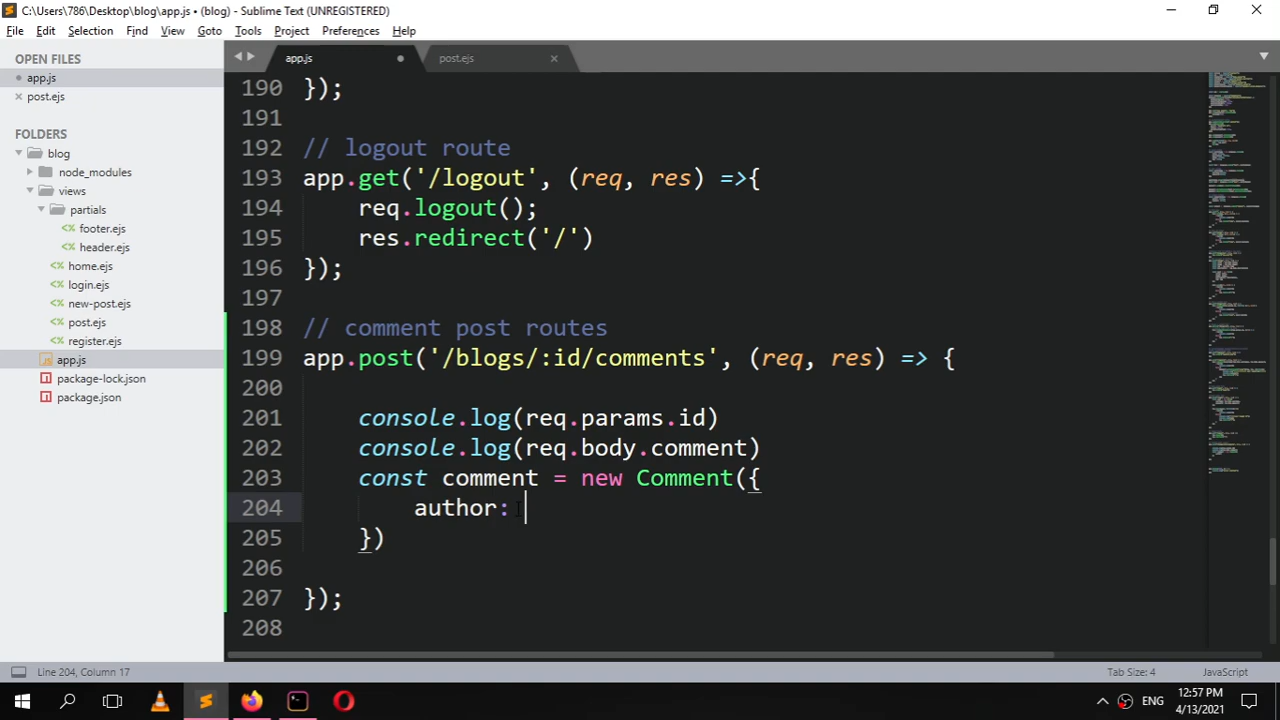 C:\Users\786\Desktop\blog\app.js • (blog) - Sublime Text (UNREGISTERED)
File Edit Selection Find View Goto Tools Project Preferences Help
OPEN FILES
app.js
post.ejs
FOLDERS
blog
node_modules
views
partials
footer.ejs
header.ejs
home.ejs
login.ejs
new-post.ejs
post.ejs
register.ejs
app.js
package-lock.json
package.json
app.js
post.ejs
190 });
191
192 // logout route
193 app.get('/logout', (req, res) =>{
194 req.logout();
195 res.redirect('/')
196 });
197
198 // comment post routes
199 app.post('/blogs/:id/comments', (req, res) => {
200
201 console.log(req.params.id)
202 console.log(req.body.comment)
203 const comment = new Comment({
204 author:
205 })
206
207 });
208
Line 204, Column 17
Tab Size: 4
JavaScript
ENG
12:57 PM
4/13/2021